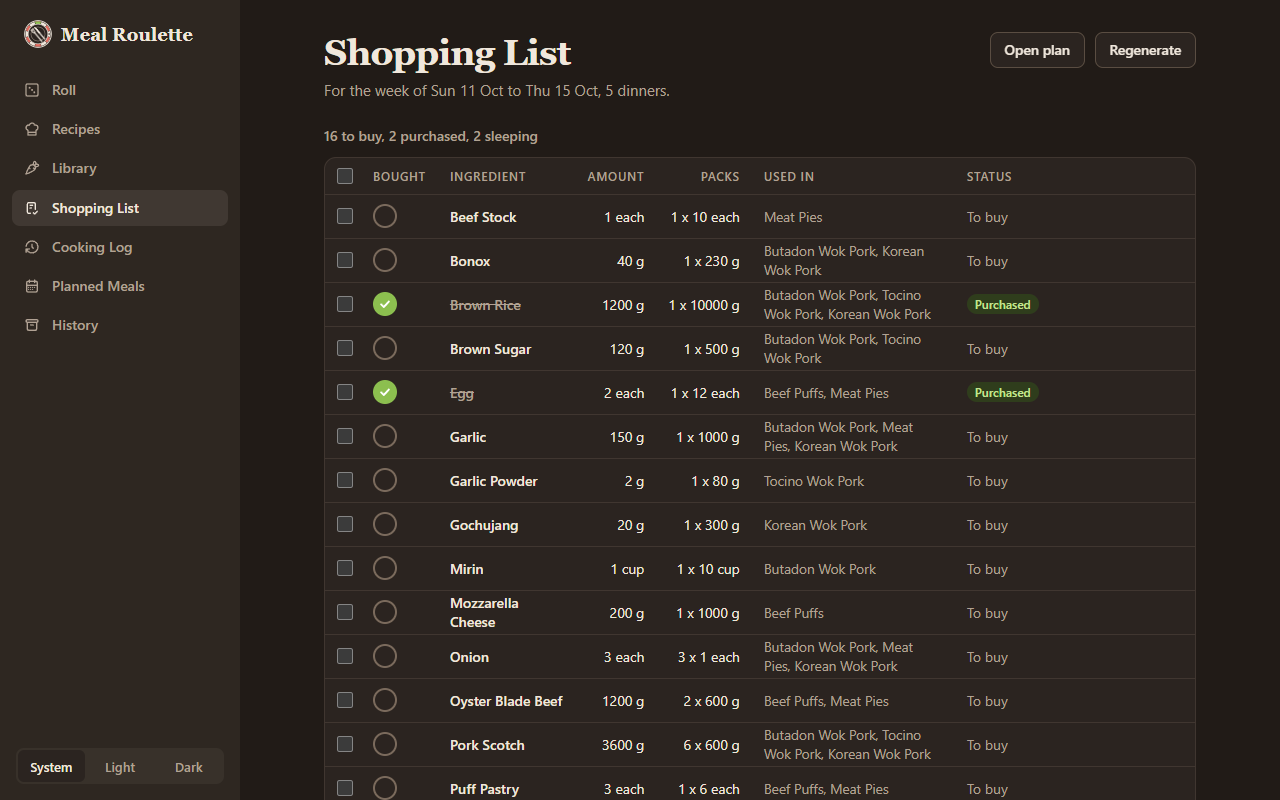 Meal Roulette
Roll
Recipes
Library
Shopping List
Cooking Log
Planned Meals
History
System Light Dark
Shopping List
Open plan Regenerate
For the week of Sun 11 Oct to Thu 15 Oct, 5 dinners.
16 to buy, 2 purchased, 2 sleeping
BOUGHT INGREDIENT AMOUNT PACKS USED IN STATUS
Beef Stock 1 each 1 x 10 each Meat Pies To buy
Bonox 40 g 1 x 230 g Butadon Wok Pork, Korean
Wok Pork To buy
Brown Rice 1200 g 1 x 10000 g Butadon Wok Pork, Tocino
Wok Pork, Korean Wok Pork Purchased
Brown Sugar 120 g 1 x 500 g Butadon Wok Pork, Tocino
Wok Pork To buy
Egg 2 each 1 x 12 each Beef Puffs, Meat Pies Purchased
Garlic 150 g 1 x 1000 g Butadon Wok Pork, Meat
Pies, Korean Wok Pork To buy
Garlic Powder 2 g 1 x 80 g Tocino Wok Pork To buy
Gochujang 20 g 1 x 300 g Korean Wok Pork To buy
Mirin 1 cup 1 x 10 cup Butadon Wok Pork To buy
Mozzarella
Cheese 200 g 1 x 1000 g Beef Puffs To buy
Onion 3 each 3 x 1 each Butadon Wok Pork, Meat
Pies, Korean Wok Pork To buy
Oyster Blade Beef 1200 g 2 x 600 g Beef Puffs, Meat Pies To buy
Pork Scotch 3600 g 6 x 600 g Butadon Wok Pork, Tocino
Wok Pork, Korean Wok Pork To buy
Puff Pastry 3 each 1 x 6 each Beef Puffs, Meat Pies To buy